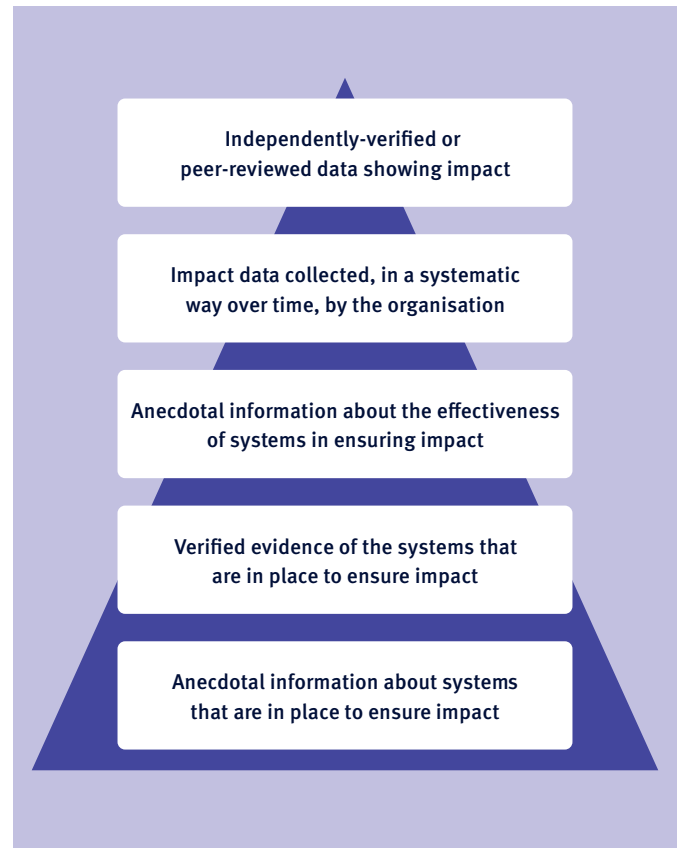 Independently-verified or
peer-reviewed data showing impact
Impact data collected, in a systematic
way over time, by the organisation
Anecdotal information about the effectiveness
of systems in ensuring impact
Verified evidence of the systems that
are in place to ensure impact
Anecdotal information about systems
that are in place to ensure impact